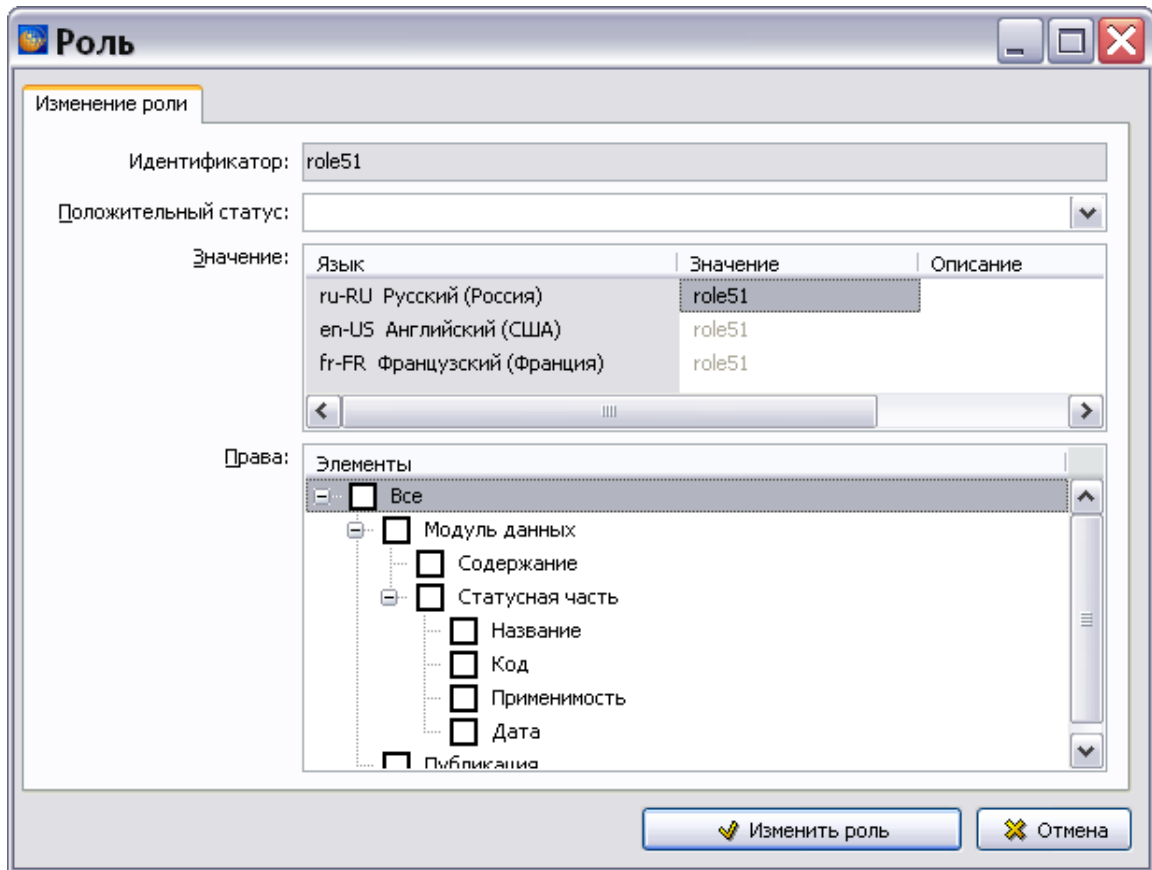 Роль
Изменение роли
Идентификатор: role51
Положительный статус:
Значение: Язык Значение Описание
ru-RU Русский (Россия) role51
en-US Английский (США) role51
fr-FR Французский (Франция) role51
Права: Элементы
Все
Модуль данных
Содержание
Статусная часть
Название
Код
Применимость
Дата
Публикация
Изменить роль Отмена